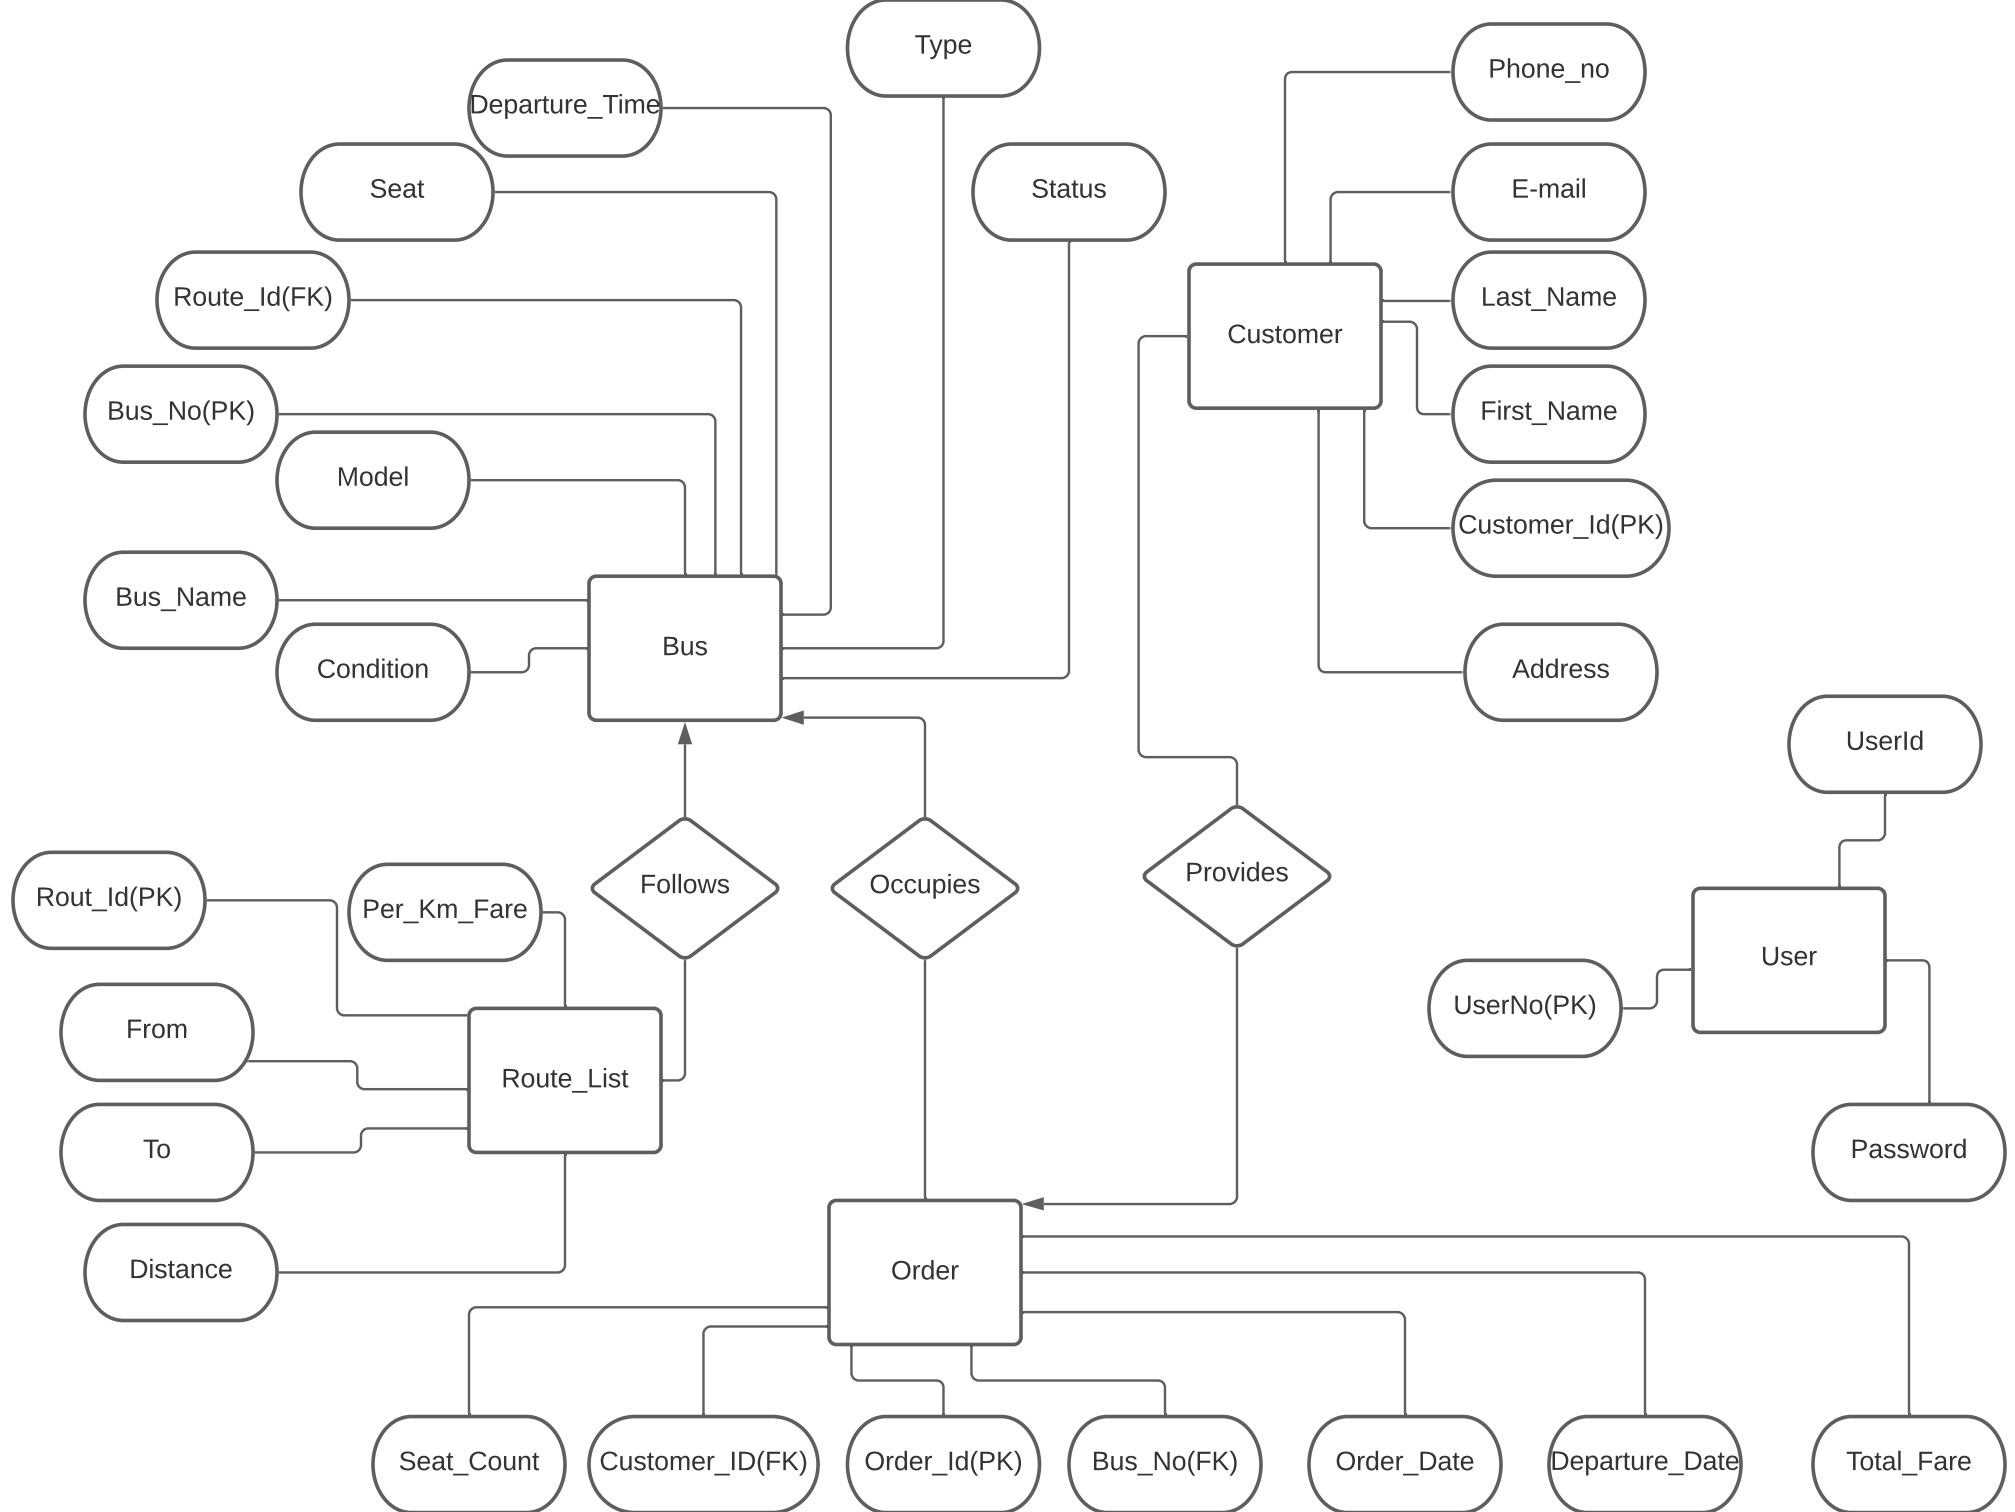 Type
Phone_no
Departure_Time
Seat
Status
E-mail
Route_Id(FK)
Last_Name
Customer
Bus_No(PK)
First_Name
Model
Customer_Id(PK)
Bus_Name
Bus
Condition
Address
UserId
Follows
Occupies
Provides
Rout_Id(PK)
Per_Km_Fare
User
UserNo(PK)
From
Route_List
To
Password
Distance
Order
Seat_Count
Customer_ID(FK)
Order_Id(PK)
Bus_No(FK)
Order_Date
Departure_Date
Total_Fare